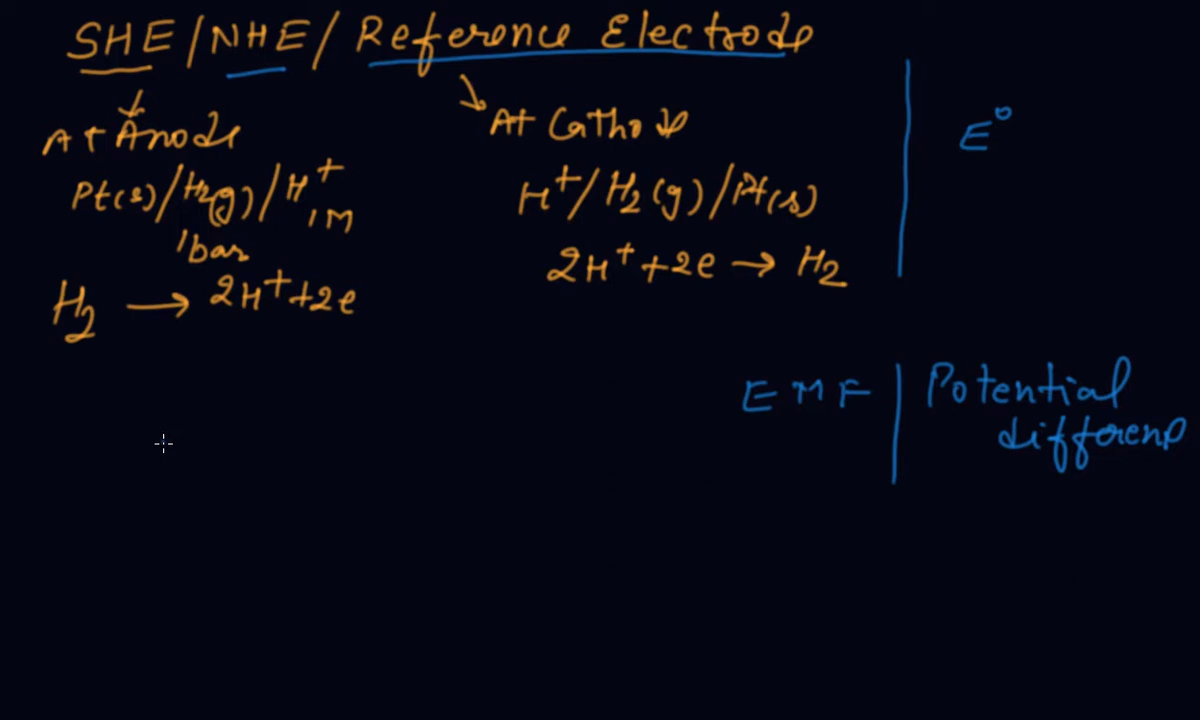 SHE/NHE/Reference Electrode
At Anode
Pt(s)/H2(g)/H+
1M
1bar
H2 → 2H+ + 2e
At Cathode
H+/H2(g)/Pt(s)
2H+ + 2e → H2
E°
EMF | Potential
difference